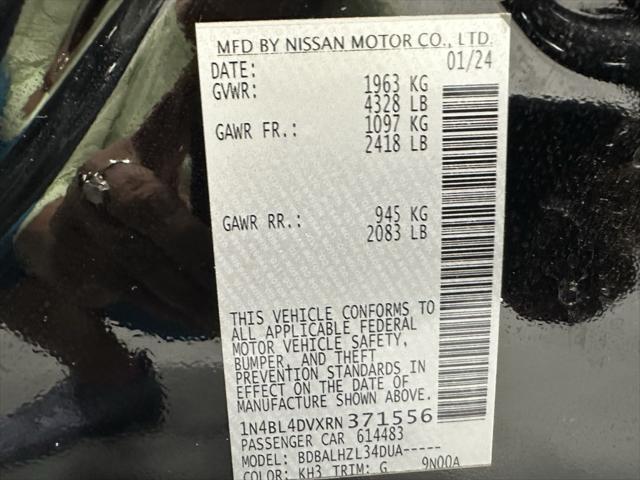 MFD BY NISSAN MOTOR CO., LTD.
DATE: 01/24
GVWR: 1963 KG
4328 LB
GAWR FR.: 1097 KG
2418 LB
GAWR RR.: 945 KG
2083 LB
THIS VEHICLE CONFORMS TO
ALL APPLICABLE FEDERAL
MOTOR VEHICLE SAFETY,
BUMPER, AND THEFT
PREVENTION STANDARDS IN
EFFECT ON THE DATE OF
MANUFACTURE SHOWN ABOVE.
1N4BL4DVXRN371556
PASSENGER CAR 614483
MODEL: BDBALHZL34DUA-----
COLOR: KH3 TRIM: G 9N00A